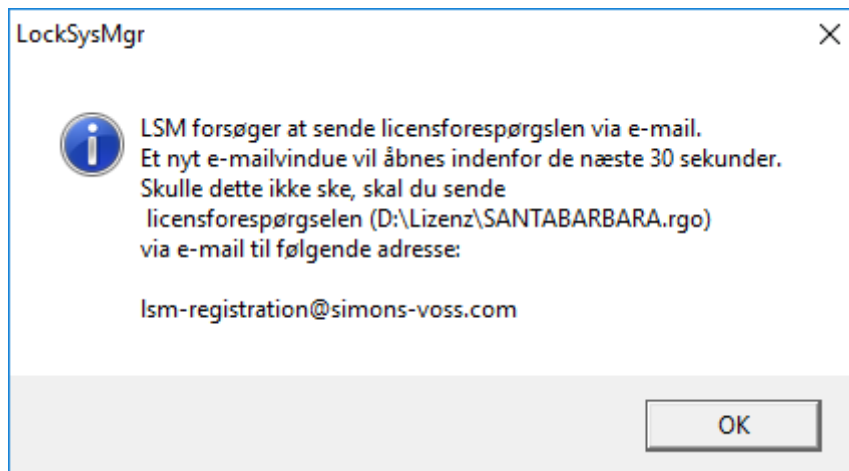 LockSysMgr
LSM forsøger at sende licensforespørgslen via e-mail.
Et nyt e-mailvindue vil åbnes indenfor de næste 30 sekunder.
Skulle dette ikke ske, skal du sende
licensforespørgselen (D:\Lizenz\SANTABARBARA.rgo)
via e-mail til følgende adresse:
lsm-registration@simons-voss.com
OK